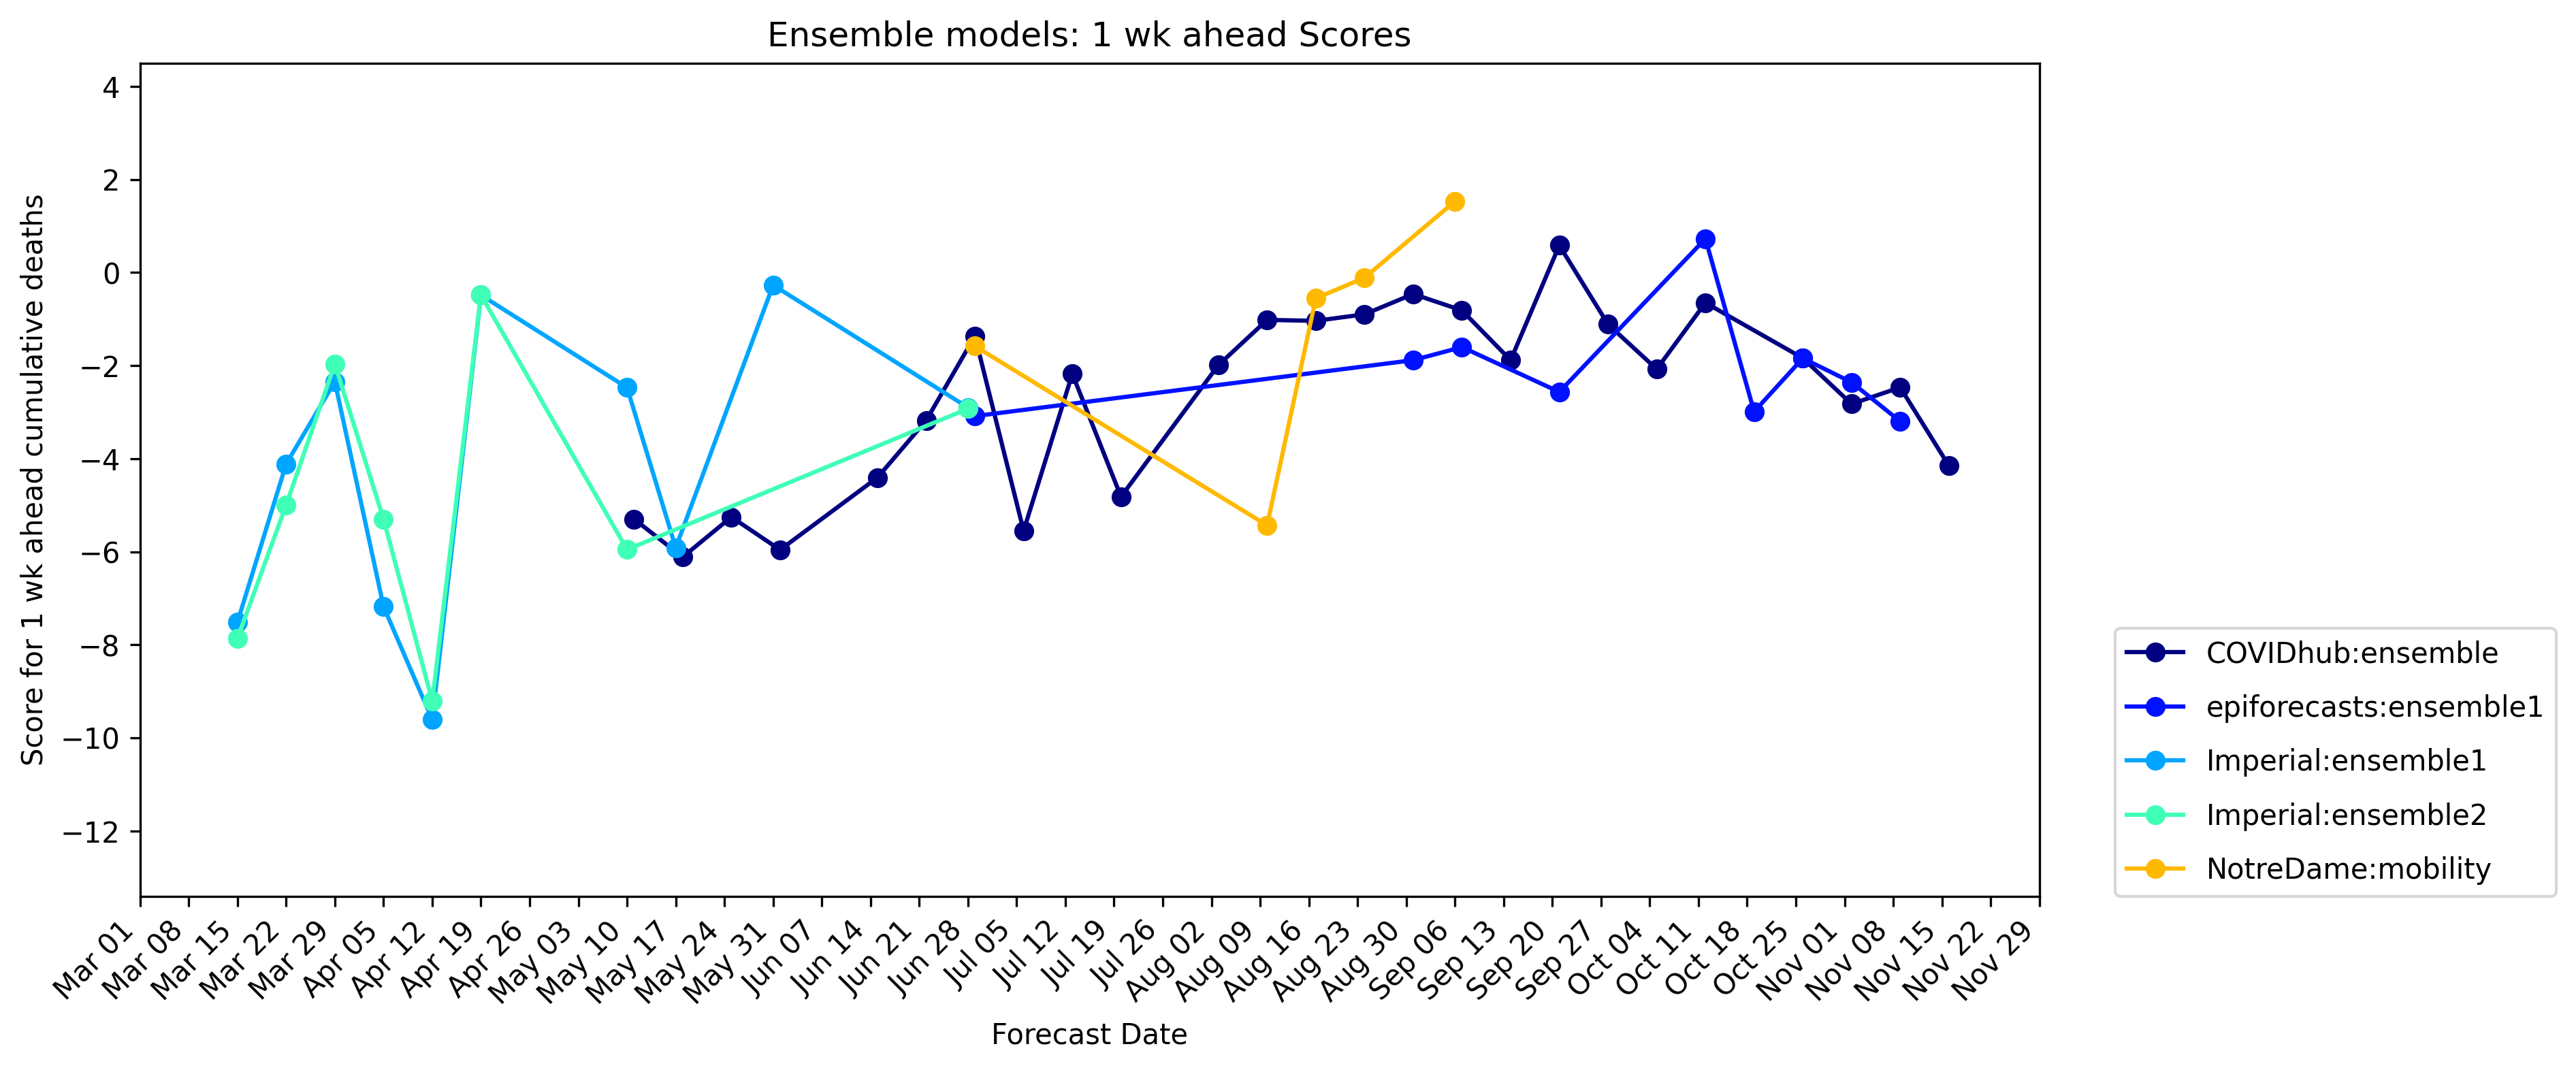 Ensemble models: 1 wk ahead Scores
Score for 1 wk ahead cumulative deaths
4
2
0
−2
−4
−6
−8
−10
−12
Mar 01
Mar 08
Mar 15
Mar 22
Mar 29
Apr 05
Apr 12
Apr 19
Apr 26
May 03
May 10
May 17
May 24
May 31
Jun 07
Jun 14
Jun 21
Jun 28
Jul 05
Jul 12
Jul 19
Jul 26
Aug 02
Aug 09
Aug 16
Aug 23
Aug 30
Sep 06
Sep 13
Sep 20
Sep 27
Oct 04
Oct 11
Oct 18
Oct 25
Nov 01
Nov 08
Nov 15
Nov 22
Nov 29
Forecast Date
COVIDhub:ensemble
epiforecasts:ensemble1
Imperial:ensemble1
Imperial:ensemble2
NotreDame:mobility